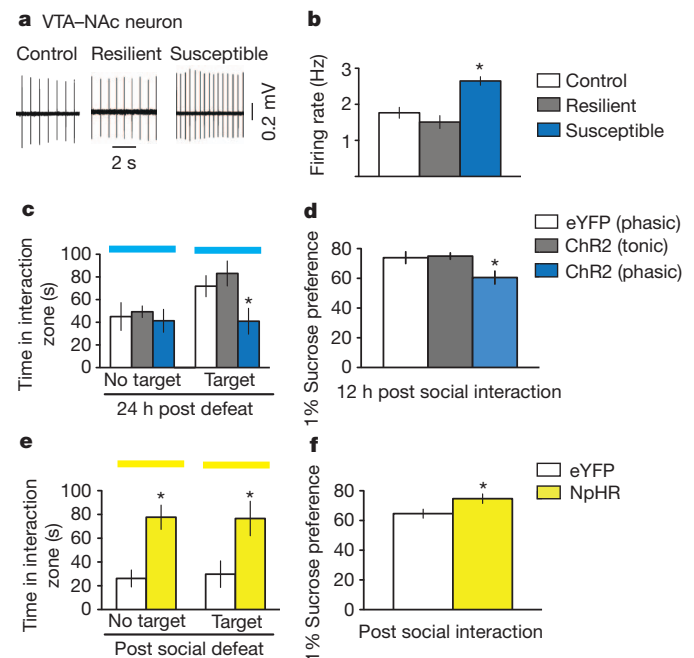 a VTA–NAc neuron
Control Resilient Susceptible
0.2 mV
2 s
b
Firing rate (Hz)
3
2
1
*
Control
Resilient
Susceptible
c
Time in interaction
zone (s)
100
80
60
40
20
0
*
No target Target
24 h post defeat
d
1% Sucrose preference
80
60
40
20
0
*
eYFP (phasic)
ChR2 (tonic)
ChR2 (phasic)
12 h post social interaction
e
Time in interaction
zone (s)
100
80
60
40
20
0
* *
No target Target
Post social defeat
f
1% Sucrose preference
80
60
40
20
0
*
eYFP
NpHR
Post social interaction